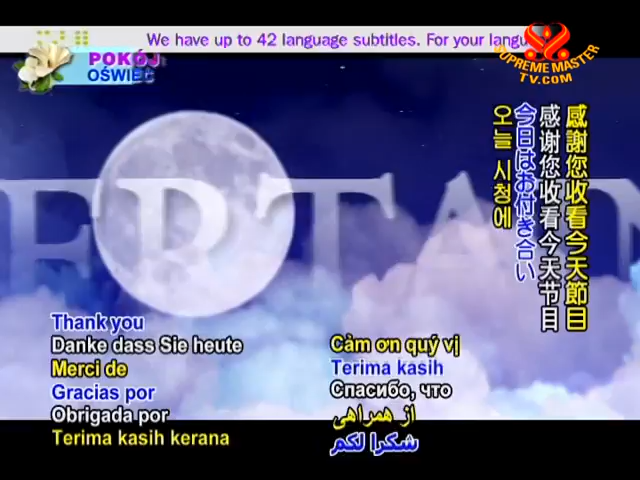 We have up to 42 language subtitles. For your langu
SUPREME MASTER
TV.COM
POKÓJ
OŚWIEC
ERTAIN
感謝您收看今天節目
感谢您收看今天节目
今日はお付き合い
오늘 시청에
Thank you
Danke dass Sie heute
Merci de
Gracias por
Obrigada por
Terima kasih kerana
Cảm ơn quý vị
Terima kasih
Спасибо, что
از همراهی
شكرا لكم